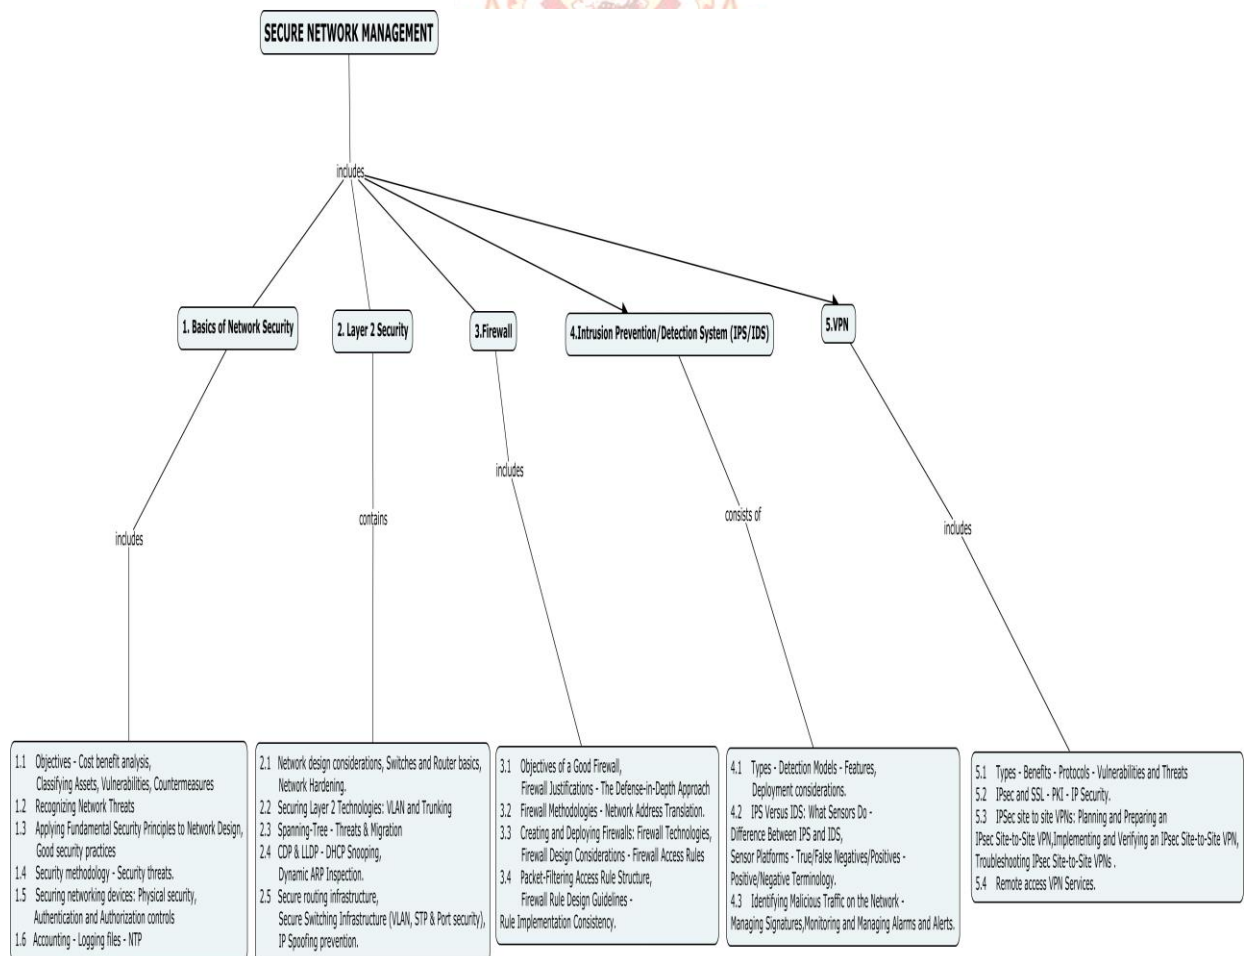 SECURE NETWORK MANAGEMENT
includes
1. Basics of Network Security
2. Layer 2 Security
3.Firewall
4.Intrusion Prevention/Detection System (IPS/IDS)
5.VPN
includes
contains
includes
consists of
includes
1.1 Objectives - Cost benefit analysis,
Classifying Assets, Vulnerabilities, Countermeasures
1.2 Recognizing Network Threats
1.3 Applying Fundamental Security Principles to Network Design,
Good security practices
1.4 Security methodology - Security threats.
1.5 Securing networking devices: Physical security,
Authentication and Authorization controls
1.6 Accounting - Logging files - NTP
2.1 Network design considerations, Switches and Router basics,
Network Hardening.
2.2 Securing Layer 2 Technologies: VLAN and Trunking
2.3 Spanning-Tree - Threats & Migration
2.4 CDP & LLDP - DHCP Snooping,
Dynamic ARP Inspection.
2.5 Secure routing infrastructure,
Secure Switching Infrastructure (VLAN, STP & Port security),
IP Spoofing prevention.
3.1 Objectives of a Good Firewall,
Firewall Justifications - The Defense-in-Depth Approach
3.2 Firewall Methodologies - Network Address Translation.
3.3 Creating and Deploying Firewalls: Firewall Technologies,
Firewall Design Considerations - Firewall Access Rules
3.4 Packet-Filtering Access Rule Structure,
Firewall Rule Design Guidelines -
Rule Implementation Consistency.
4.1 Types - Detection Models - Features,
Deployment considerations.
4.2 IPS Versus IDS: What Sensors Do -
Difference Between IPS and IDS,
Sensor Platforms - True/False Negatives/Positives -
Positive/Negative Terminology.
4.3 Identifying Malicious Traffic on the Network -
Managing Signatures,Monitoring and Managing Alarms and Alerts.
5.1 Types - Benefits - Protocols - Vulnerabilities and Threats
5.2 IPsec and SSL - PKI - IP Security.
5.3 IPSec site to site VPNs: Planning and Preparing an
IPsec Site-to-Site VPN,Implementing and Verifying an IPsec Site-to-Site VPN,
Troubleshooting IPsec Site-to-Site VPNs .
5.4 Remote access VPN Services.